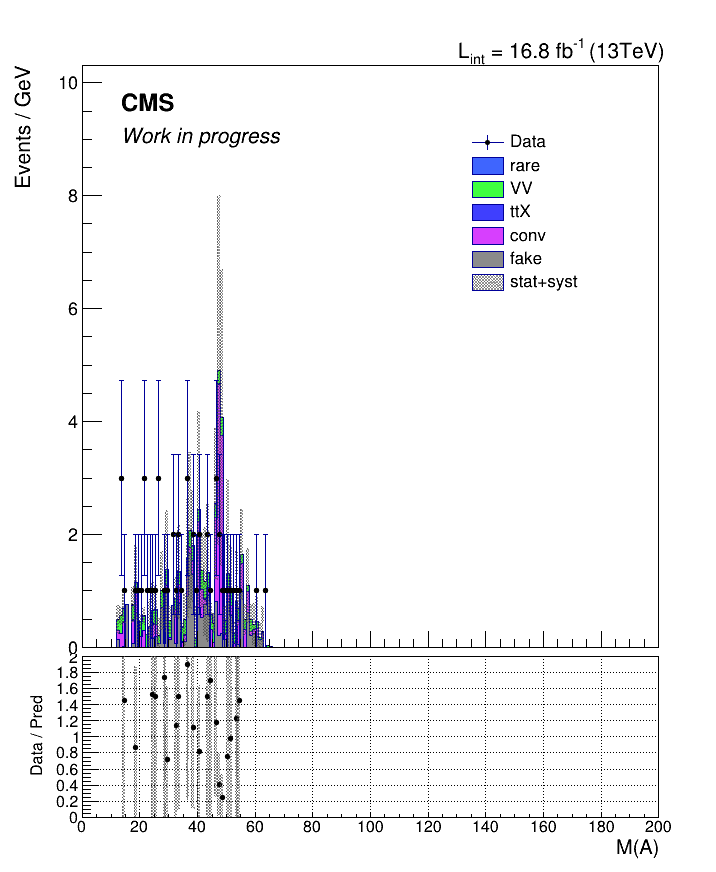 L_int = 16.8 fb^-1 (13TeV)
Events / GeV
10
8
6
4
2
0
CMS
Work in progress
Data
rare
VV
ttX
conv
fake
stat+syst
Data / Pred
2
1.8
1.6
1.4
1.2
1
0.8
0.6
0.4
0.2
0
0 20 40 60 80 100 120 140 160 180 200
M(A)